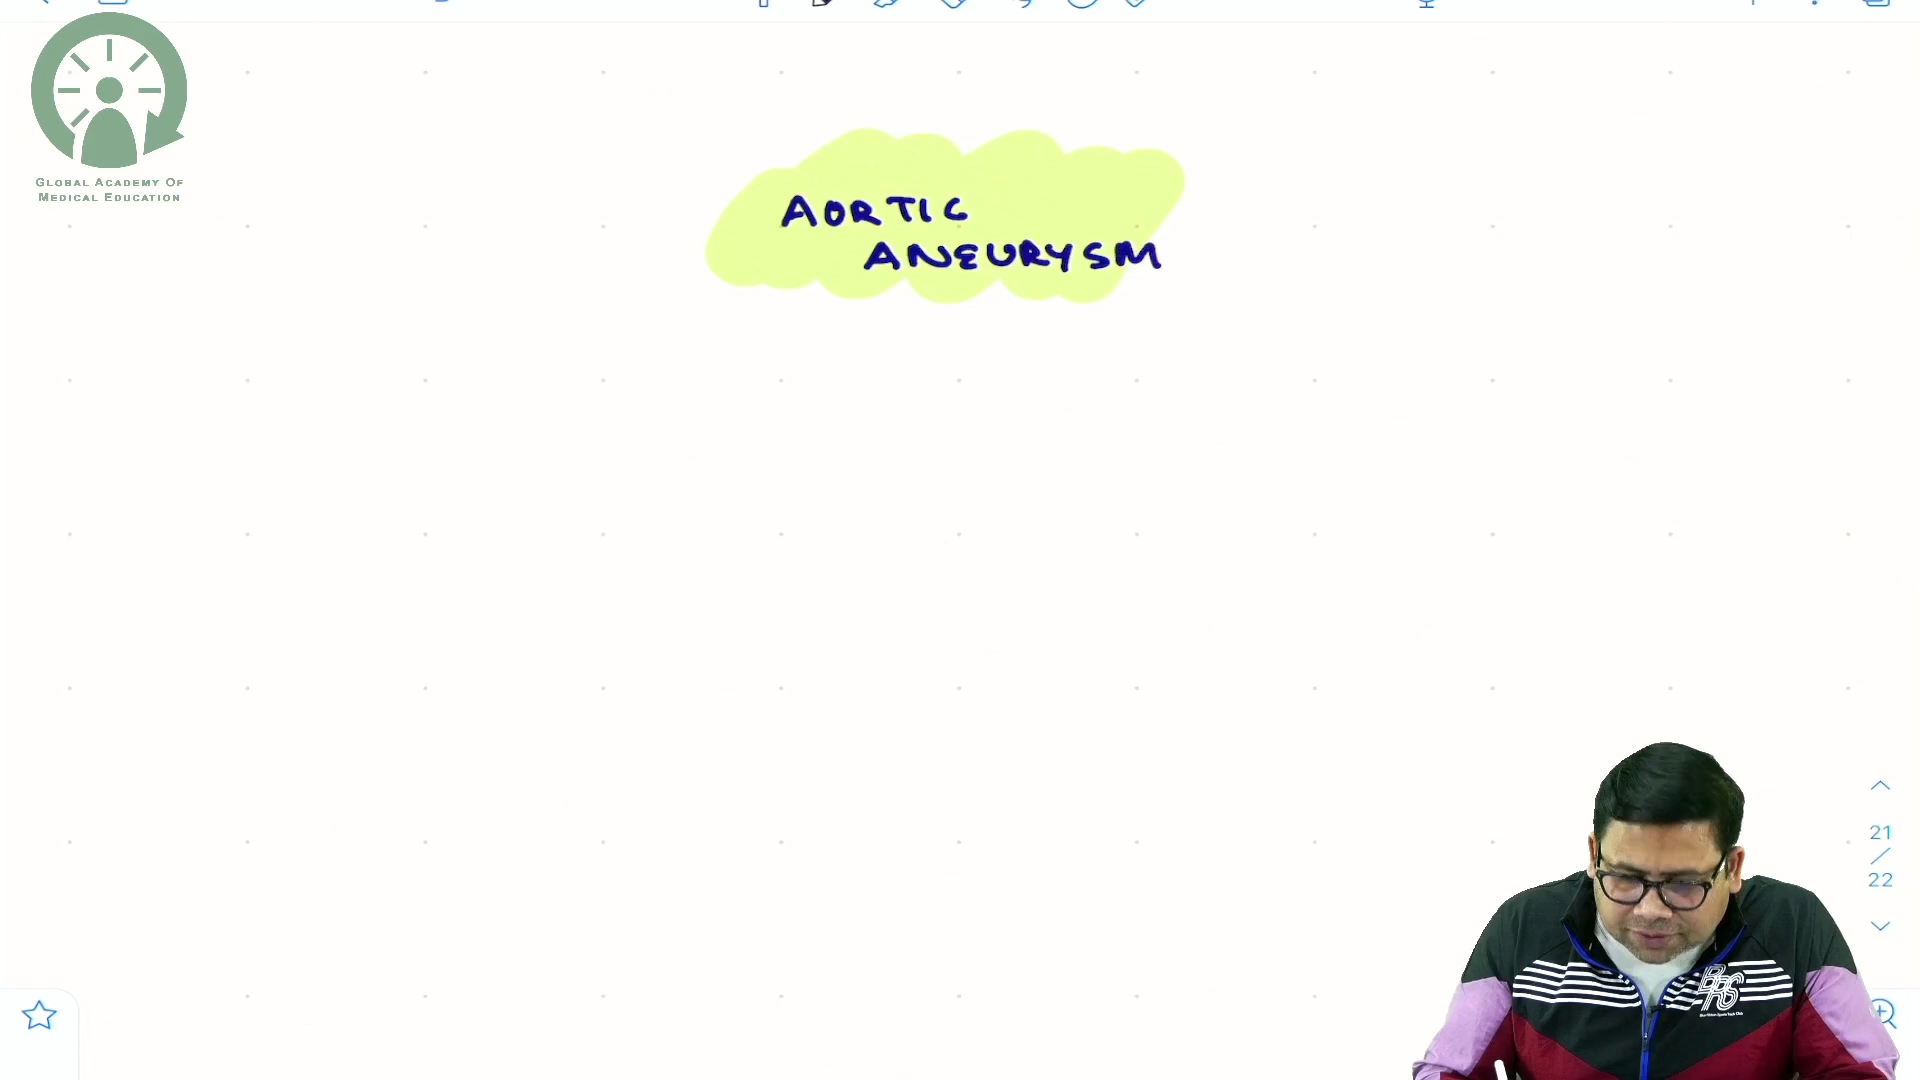 GLOBAL ACADEMY OF
MEDICAL EDUCATION
AORTIC
ANEURYSM
21
/
22